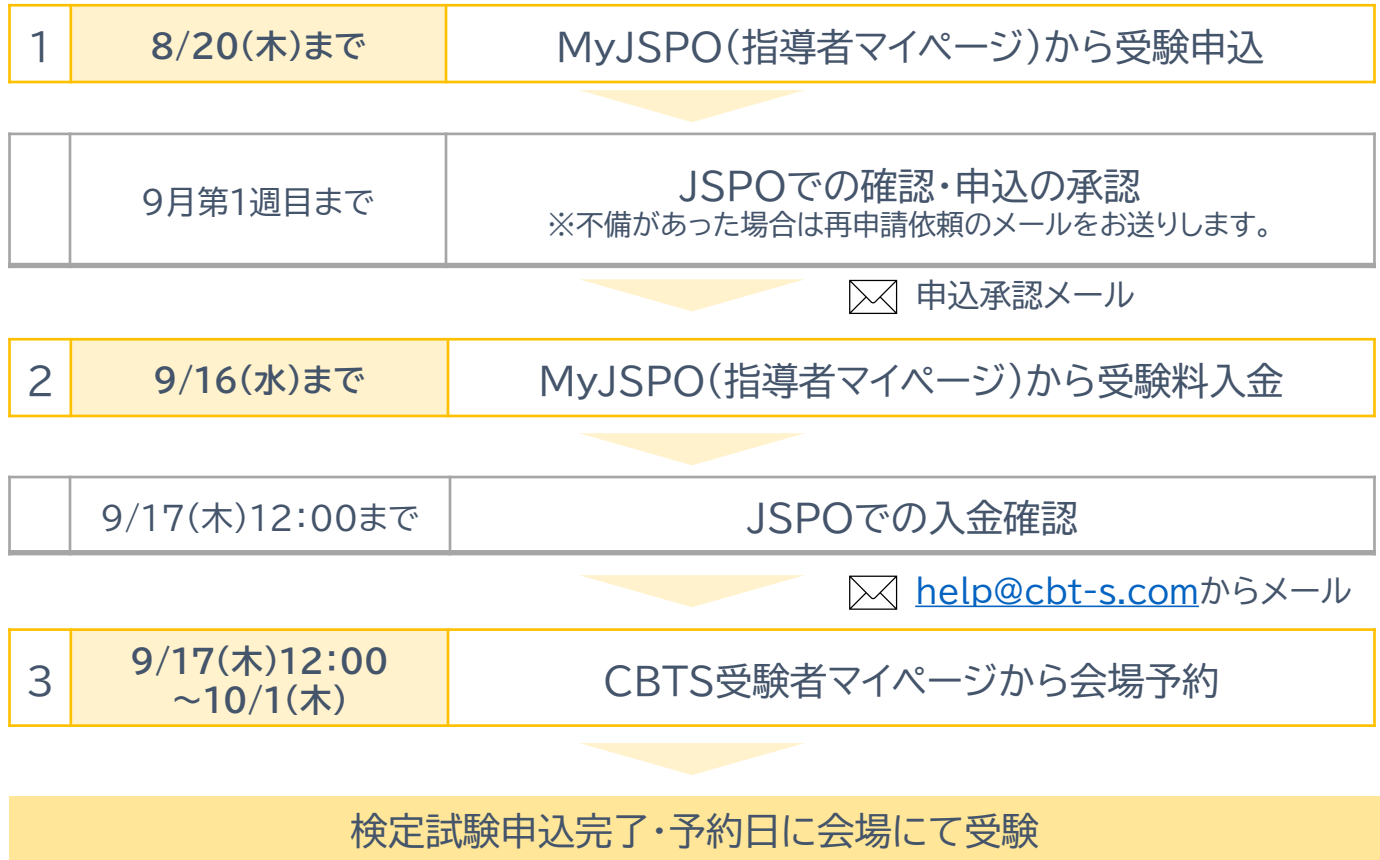 1 8/20(木)まで MyJSPO(指導者マイページ)から受験申込
9月第1週目まで JSPOでの確認・申込の承認
※不備があった場合は再申請依頼のメールをお送りします。
申込承認メール
2 9/16(水)まで MyJSPO(指導者マイページ)から受験料入金
9/17(木)12:00まで JSPOでの入金確認
help@cbt-s.comからメール
3 9/17(木)12:00
~10/1(木) CBTS受験者マイページから会場予約
検定試験申込完了・予約日に会場にて受験